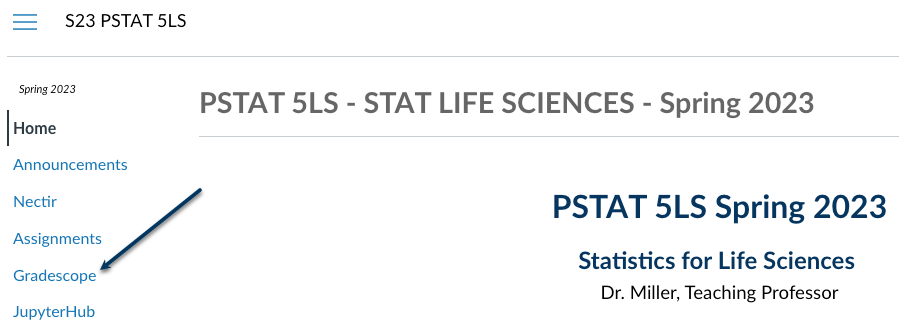 S23 PSTAT 5LS
Spring 2023
Home
Announcements
Nectir
Assignments
Gradescope
JupyterHub
PSTAT 5LS - STAT LIFE SCIENCES - Spring 2023
PSTAT 5LS Spring 2023
Statistics for Life Sciences
Dr. Miller, Teaching Professor